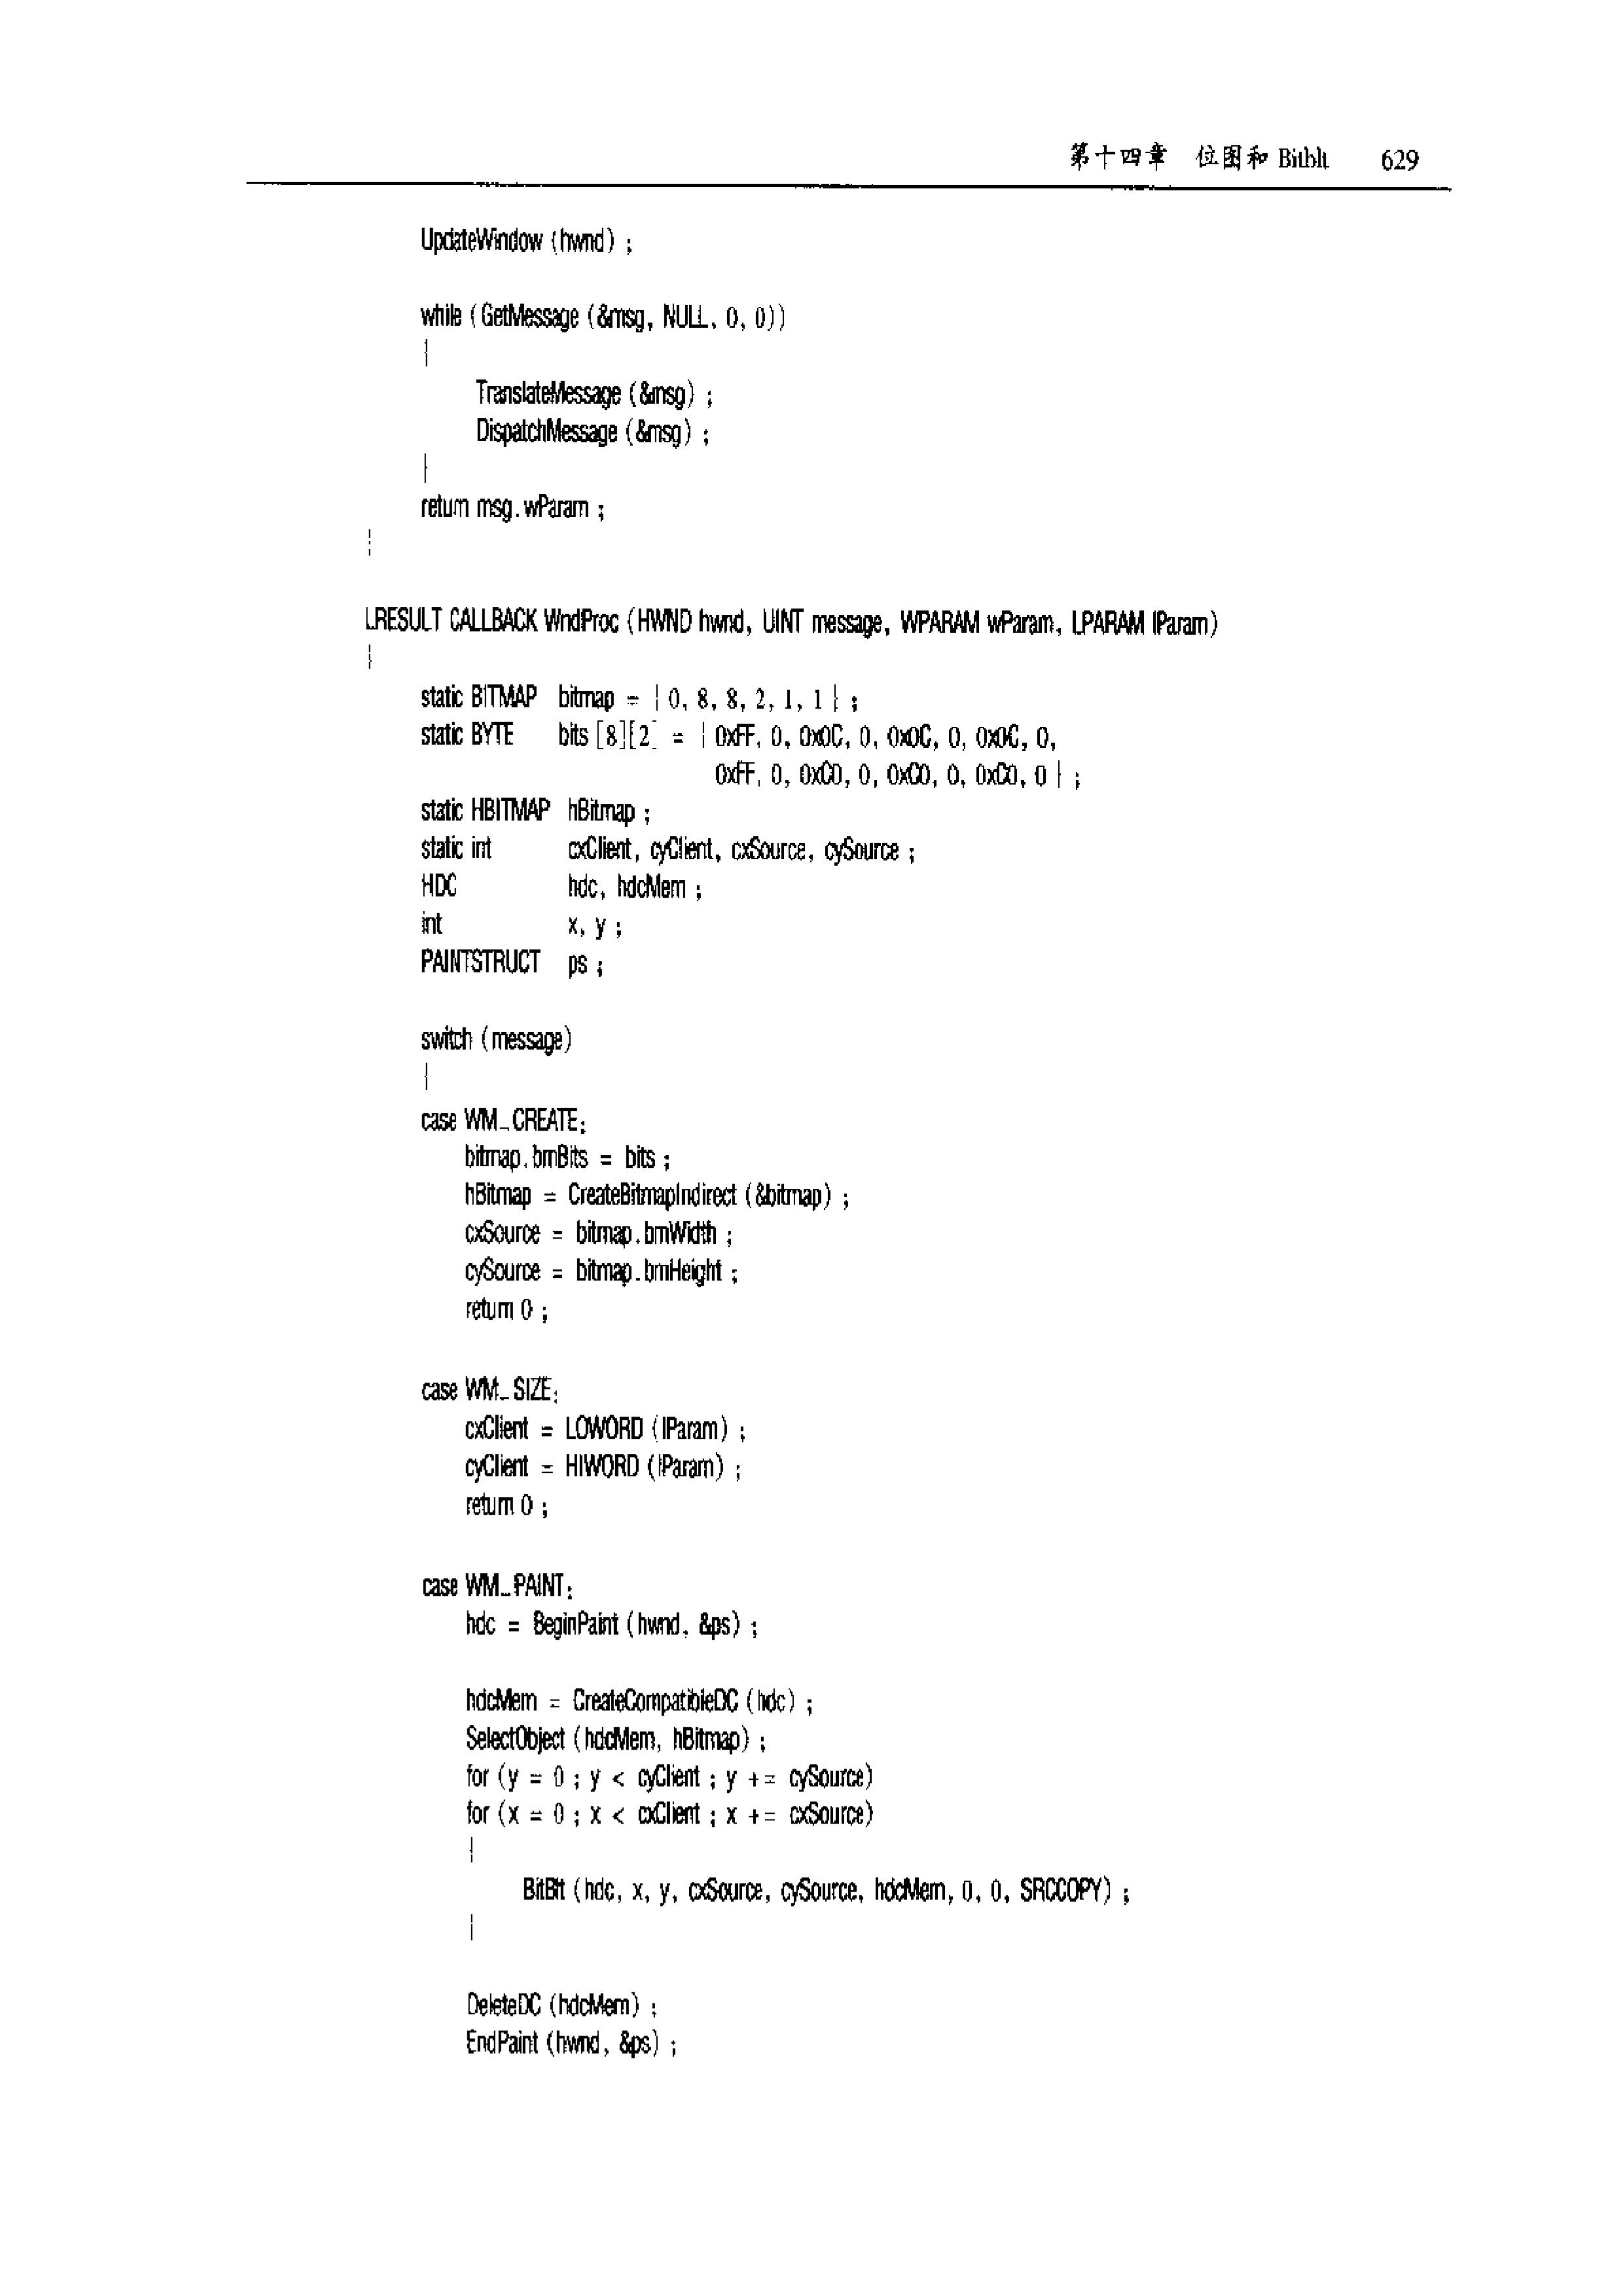 第十四章 位图和 Bitblt 629
UpdateWindow (hwnd) ;
while (GetMessage (&msg, NULL, 0, 0))
{
TranslateMessage (&msg) ;
DispatchMessage (&msg) ;
}
return msg.wParam ;
}
LRESULT CALLBACK WndProc (HWND hwnd, UINT message, WPARAM wParam, LPARAM lParam)
{
static BITMAP bitmap = { 0, 8, 8, 2, 1, 1 } ;
static BYTE bits [8][2] = { 0xFF, 0, 0x0C, 0, 0x0C, 0, 0x0C, 0,
0xFF, 0, 0xC0, 0, 0xC0, 0, 0xC0, 0 } ;
static HBITMAP hBitmap ;
static int cxClient, cyClient, cxSource, cySource ;
HDC hdc, hdcMem ;
int x, y ;
PAINTSTRUCT ps ;
switch (message)
{
case WM_CREATE:
bitmap.bmBits = bits ;
hBitmap = CreateBitmapIndirect (&bitmap) ;
cxSource = bitmap.bmWidth ;
cySource = bitmap.bmHeight ;
return 0 ;
case WM_SIZE:
cxClient = LOWORD (lParam) ;
cyClient = HIWORD (lParam) ;
return 0 ;
case WM_PAINT:
hdc = BeginPaint (hwnd, &ps) ;
hdcMem = CreateCompatibleDC (hdc) ;
SelectObject (hdcMem, hBitmap) ;
for (y = 0 ; y < cyClient ; y += cySource)
for (x = 0 ; x < cxClient ; x += cxSource)
{
BitBlt (hdc, x, y, cxSource, cySource, hdcMem, 0, 0, SRCCOPY) ;
}
DeleteDC (hdcMem) ;
EndPaint (hwnd, &ps) ;